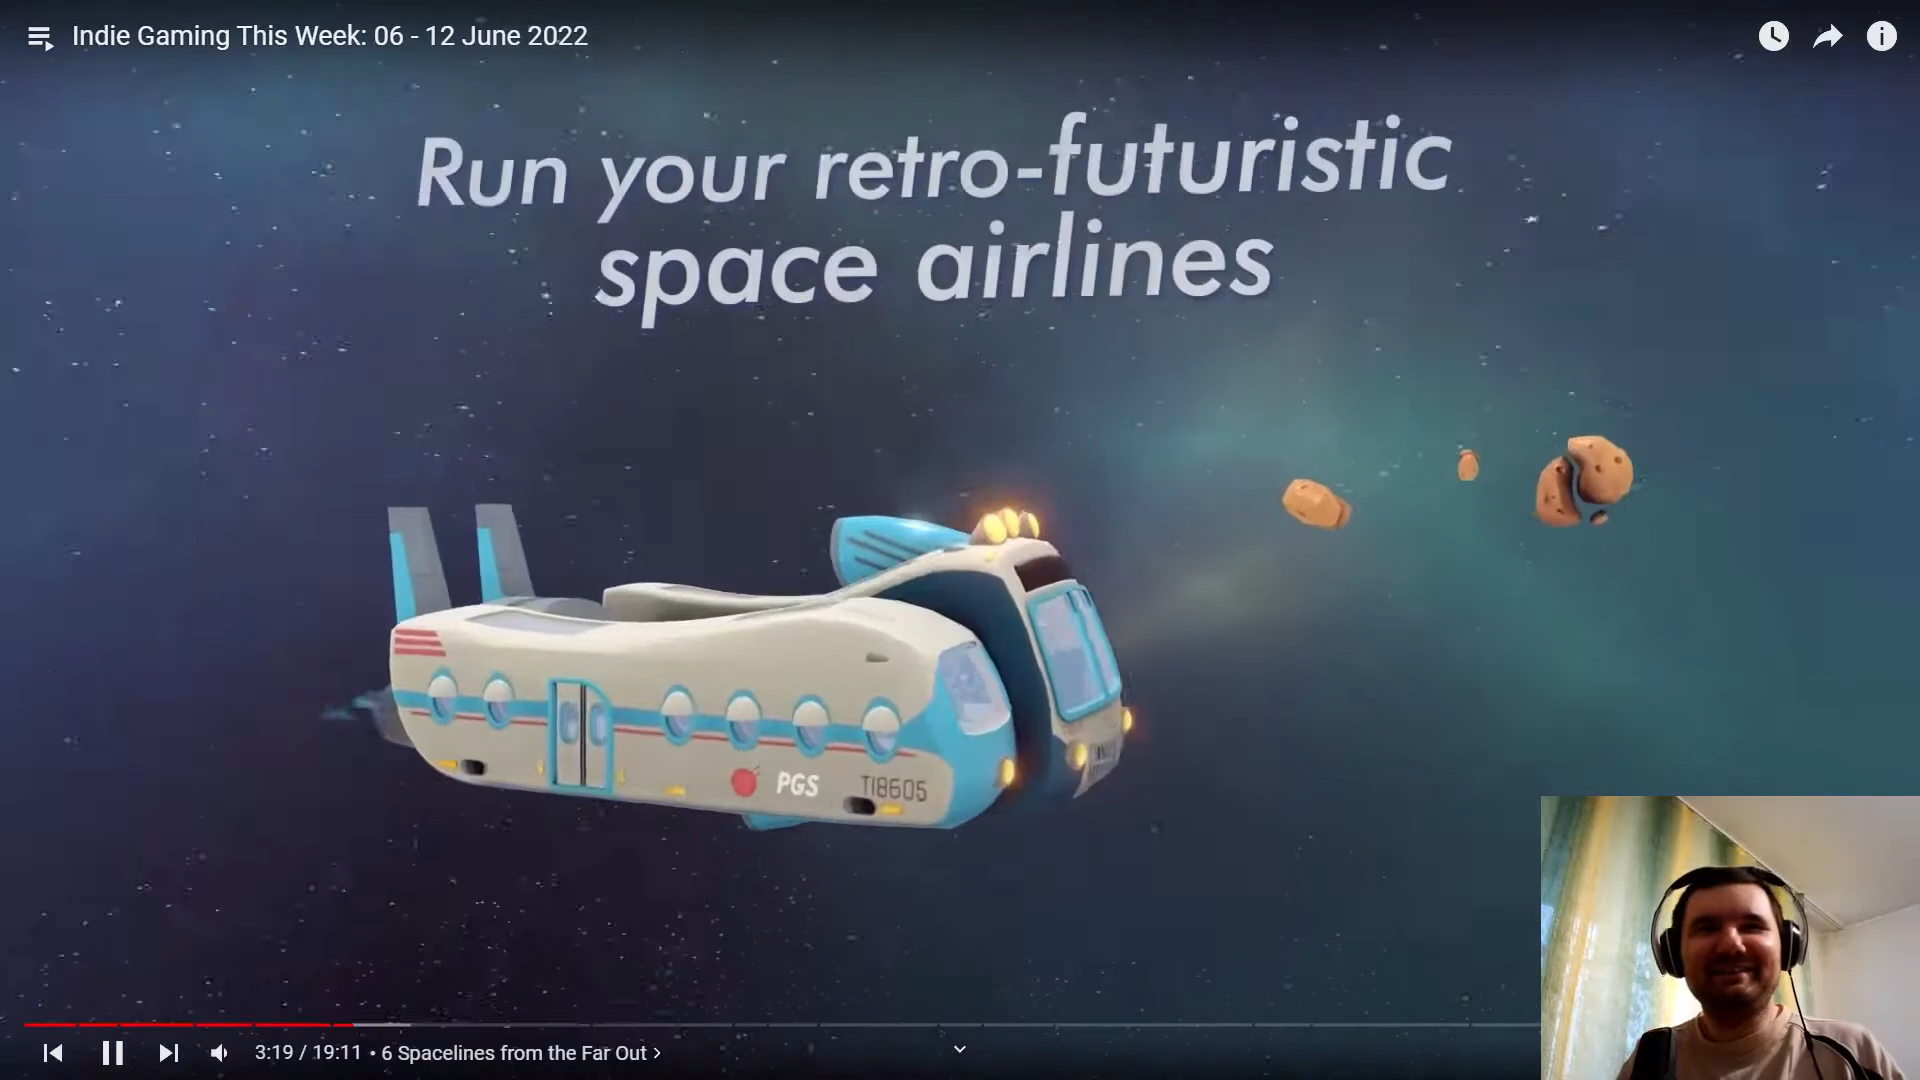 Indie Gaming This Week: 06 - 12 June 2022
Run your retro-futuristic
space airlines
PGS
T18605
3:19 / 19:11 • 6 Spacelines from the Far Out >